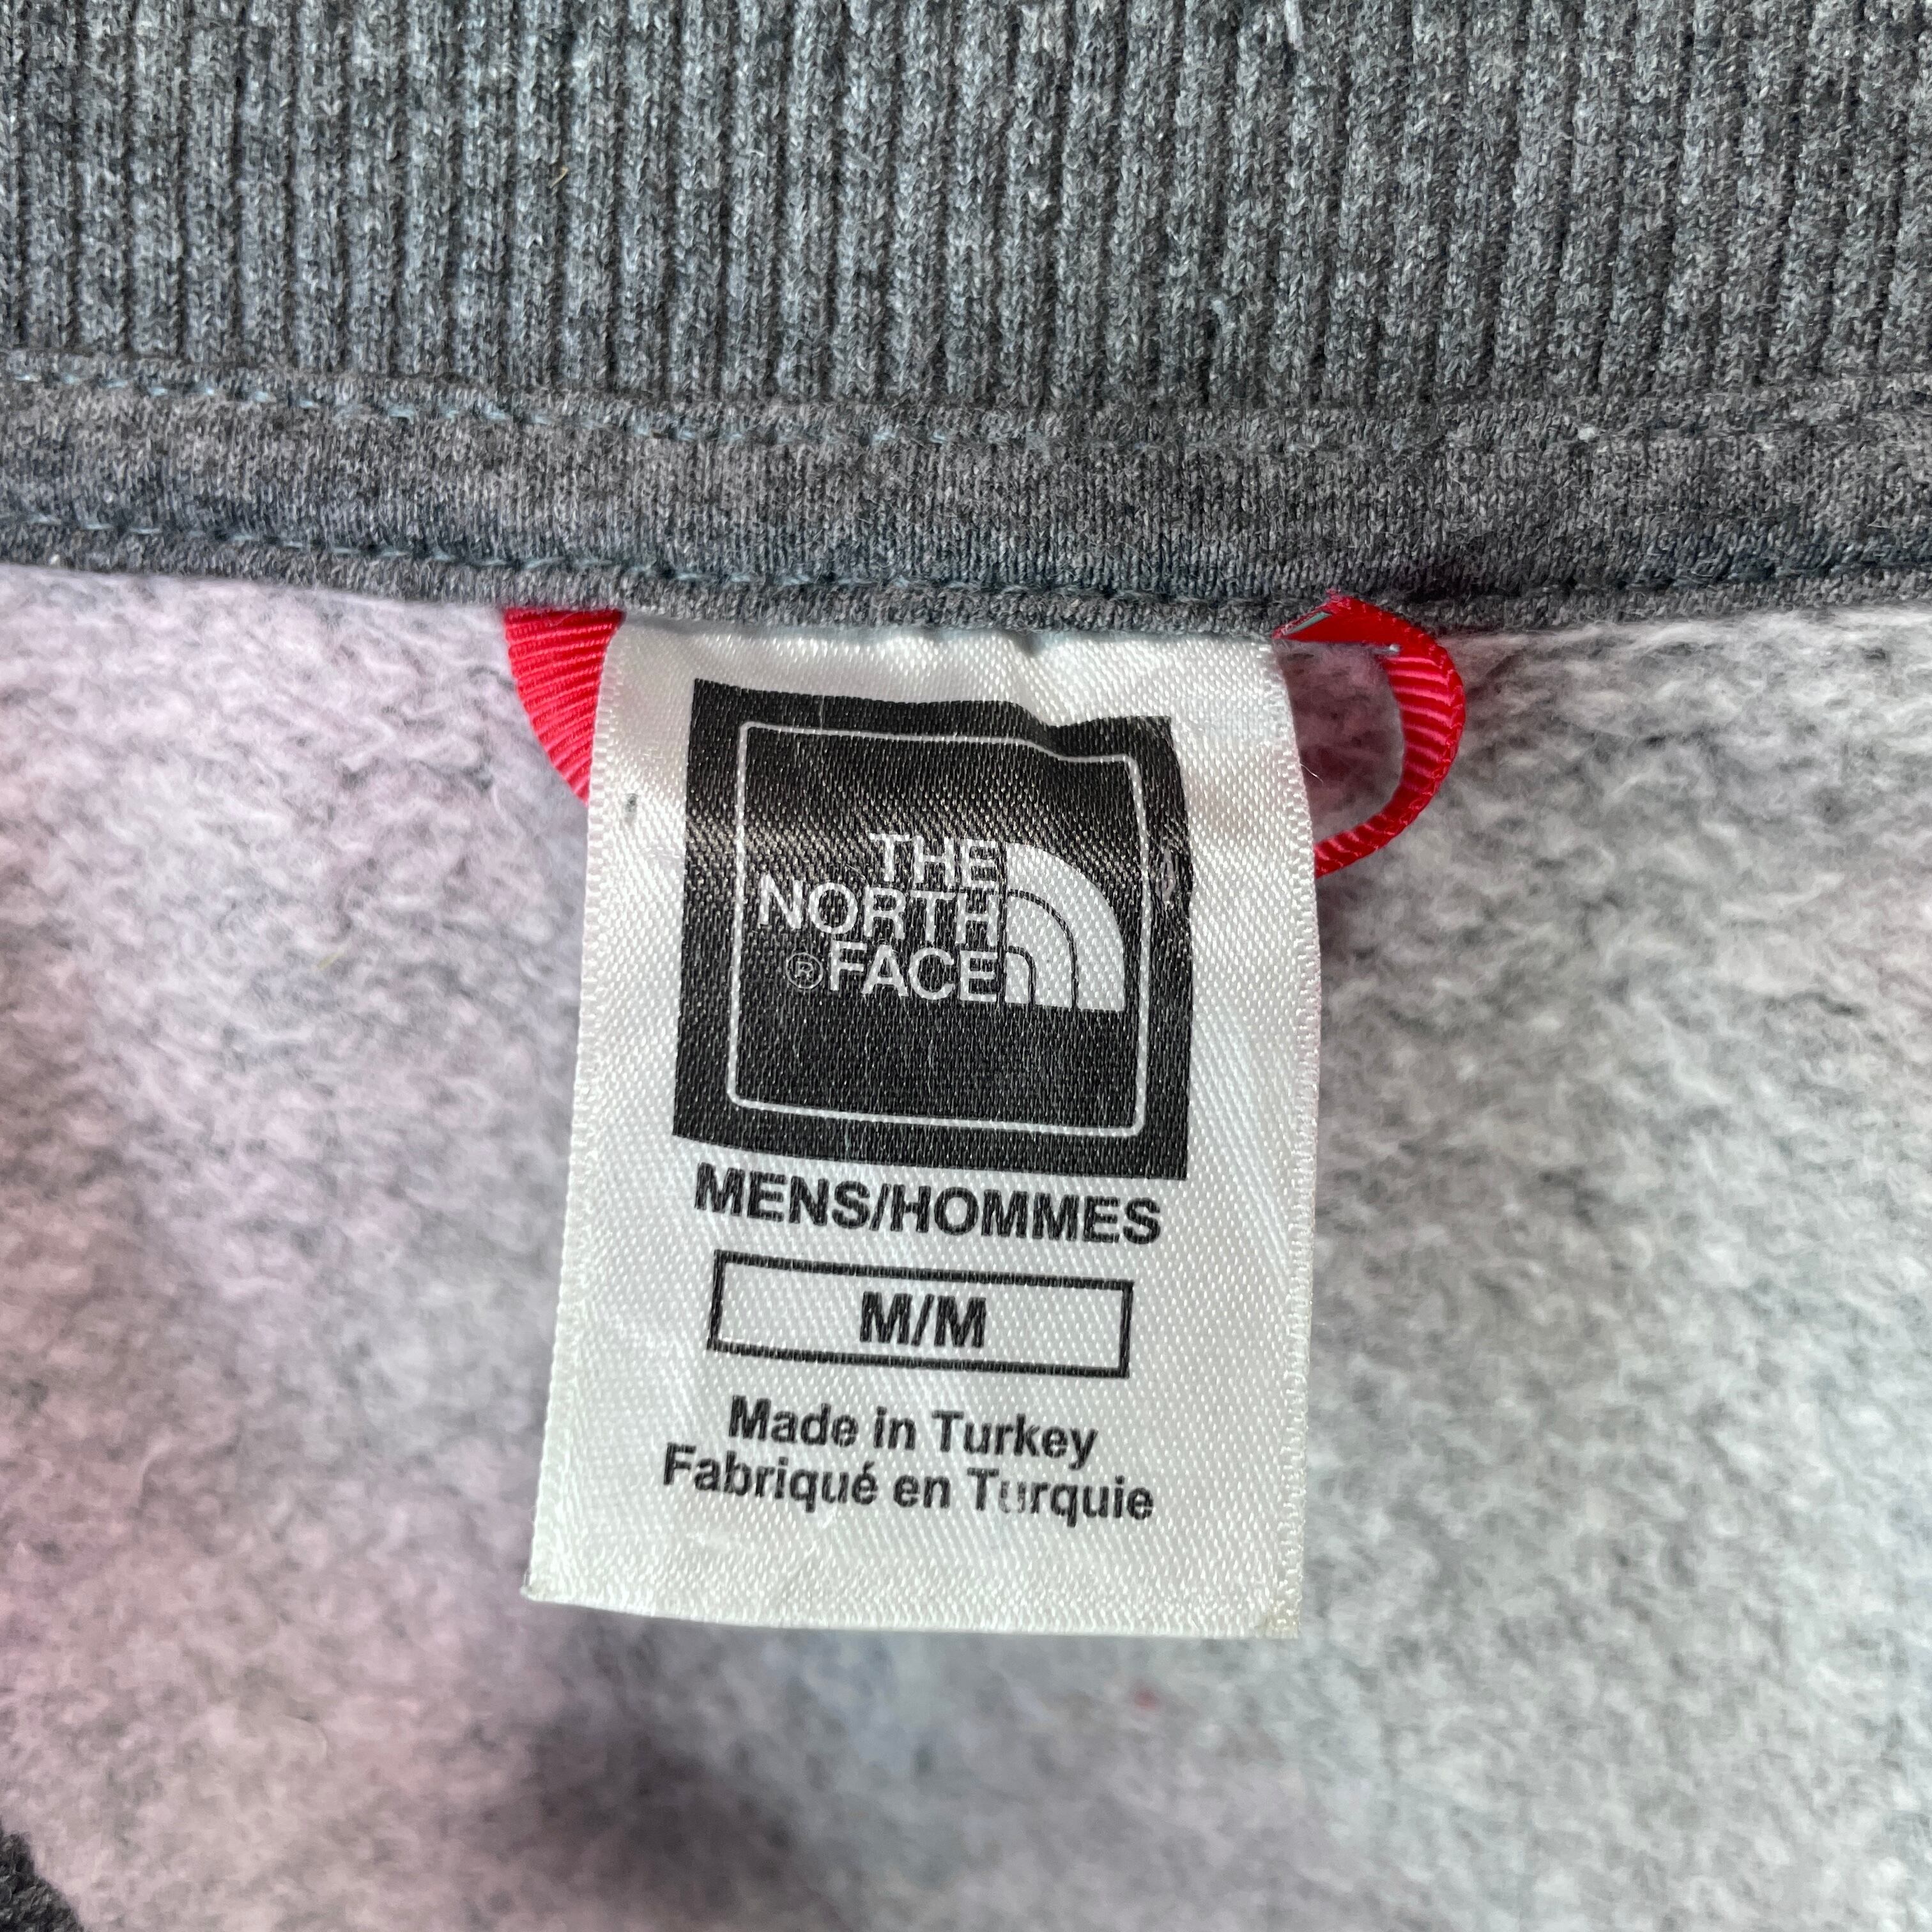 THE
NORTH
®FACE
MENS/HOMMES
M/M
Made in Turkey
Fabriqué en Turquie